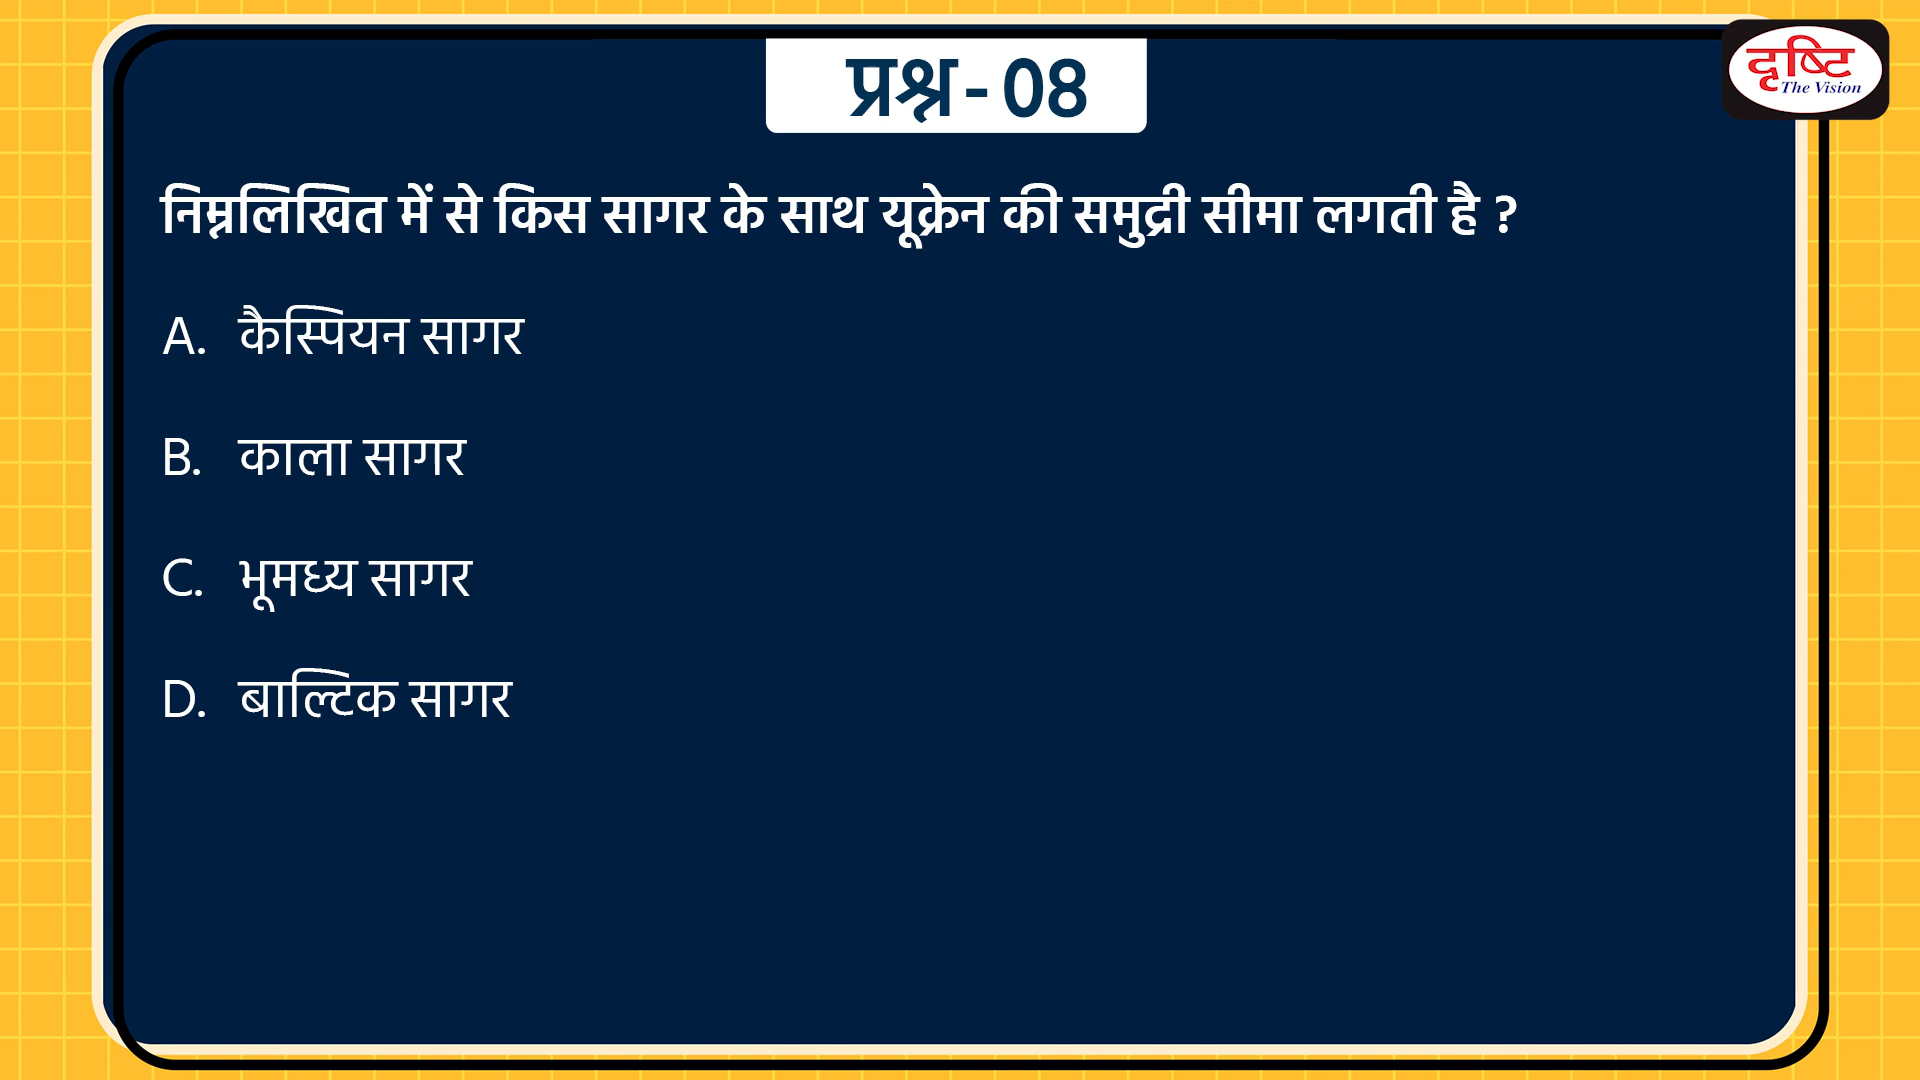 प्रश्न - 08
दृष्टि
The Vision
निम्नलिखित में से किस सागर के साथ यूक्रेन की समुद्री सीमा लगती है ?
A. कैस्पियन सागर
B. काला सागर
C. भूमध्य सागर
D. बाल्टिक सागर